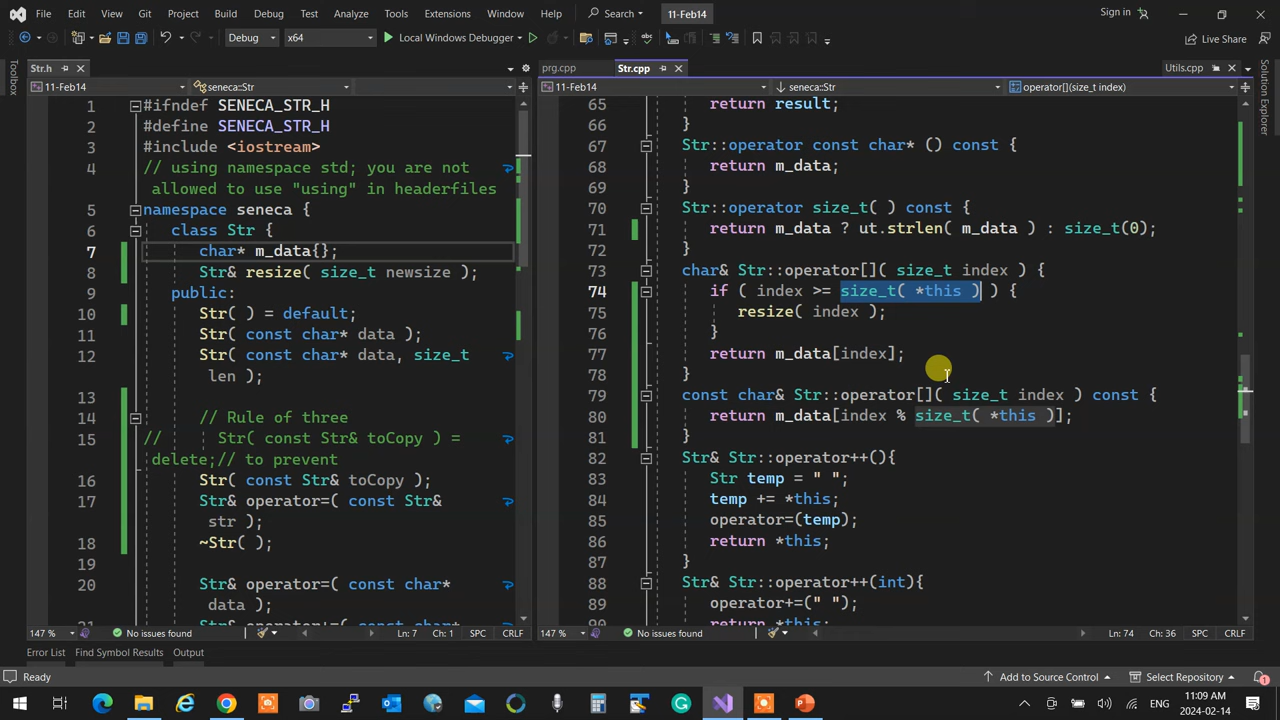 File Edit View Git Project Build Debug Test Analyze Tools Extensions Window Help Search 11-Feb14 Sign in
Debug x64 Local Windows Debugger Live Share
Toolbox
Str.h
prg.cpp Str.cpp Utils.cpp
11-Feb14 seneca::Str
11-Feb14 seneca::Str operator[](size_t index)
Solution Explorer
1 #ifndef SENECA_STR_H
2 #define SENECA_STR_H
3 #include <iostream>
4 // using namespace std; you are not
allowed to use "using" in headerfiles
5 namespace seneca {
6 class Str {
7 char* m_data{};
8 Str& resize( size_t newsize );
9 public:
10 Str( ) = default;
11 Str( const char* data );
12 Str( const char* data, size_t
len );
13
14 // Rule of three
15 // Str( const Str& toCopy ) =
delete;// to prevent
16 Str( const Str& toCopy );
17 Str& operator=( const Str&
str );
18 ~Str( );
19
20 Str& operator=( const char*
data );
65 return result;
66 }
67 Str::operator const char* () const {
68 return m_data;
69 }
70 Str::operator size_t( ) const {
71 return m_data ? ut.strlen( m_data ) : size_t(0);
72 }
73 char& Str::operator[]( size_t index ) {
74 if ( index >= size_t( *this ) ) {
75 resize( index );
76 }
77 return m_data[index];
78 }
79 const char& Str::operator[]( size_t index ) const {
80 return m_data[index % size_t( *this )];
81 }
82 Str& Str::operator++(){
83 Str temp = " ";
84 temp += *this;
85 operator=(temp);
86 return *this;
87 }
88 Str& Str::operator++(int){
89 operator+=(" ");
147 % No issues found Ln: 7 Ch: 1 SPC CRLF
147 % No issues found Ln: 74 Ch: 36 SPC CRLF
Error List Find Symbol Results Output
Ready Add to Source Control Select Repository 1
ENG 11:09 AM
2024-02-14